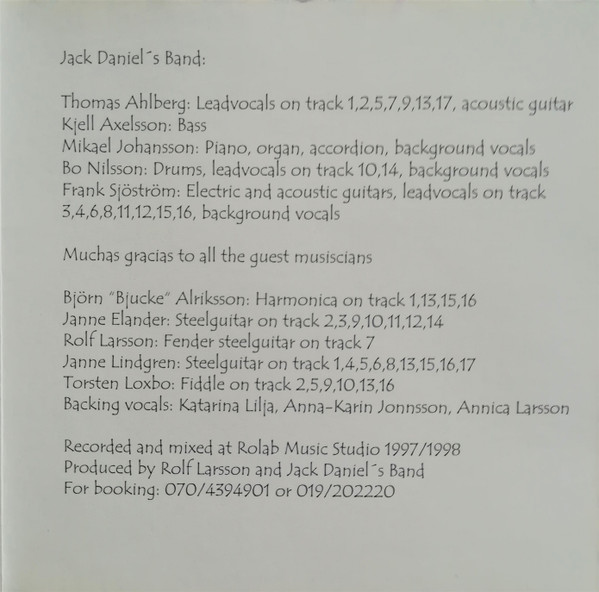 Jack Daniel´s Band:
Thomas Ahlberg: Leadvocals on track 1,2,5,7,9,13,17, acoustic guitar
Kjell Axelsson: Bass
Mikael Johansson: Piano, organ, accordion, background vocals
Bo Nilsson: Drums, leadvocals on track 10,14, background vocals
Frank Sjöström: Electric and acoustic guitars, leadvocals on track
3,4,6,8,11,12,15,16, background vocals
Muchas gracias to all the guest musiscians
Björn "Bjucke" Alriksson: Harmonica on track 1,13,15,16
Janne Elander: Steelguitar on track 2,3,9,10,11,12,14
Rolf Larsson: Fender steelguitar on track 7
Janne Lindgren: Steelguitar on track 1,4,5,6,8,13,15,16,17
Torsten Loxbo: Fiddle on track 2,5,9,10,13,16
Backing vocals: Katarina Lilja, Anna-Karin Jonnsson, Annica Larsson
Recorded and mixed at Rolab Music Studio 1997/1998
Produced by Rolf Larsson and Jack Daniel´s Band
For booking: 070/4394901 or 019/202220